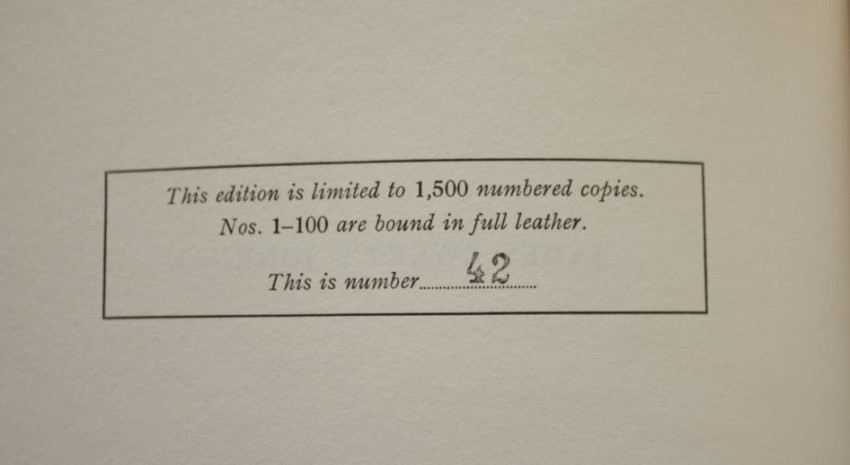 This edition is limited to 1,500 numbered copies.
Nos. 1–100 are bound in full leather.
This is number........................42......